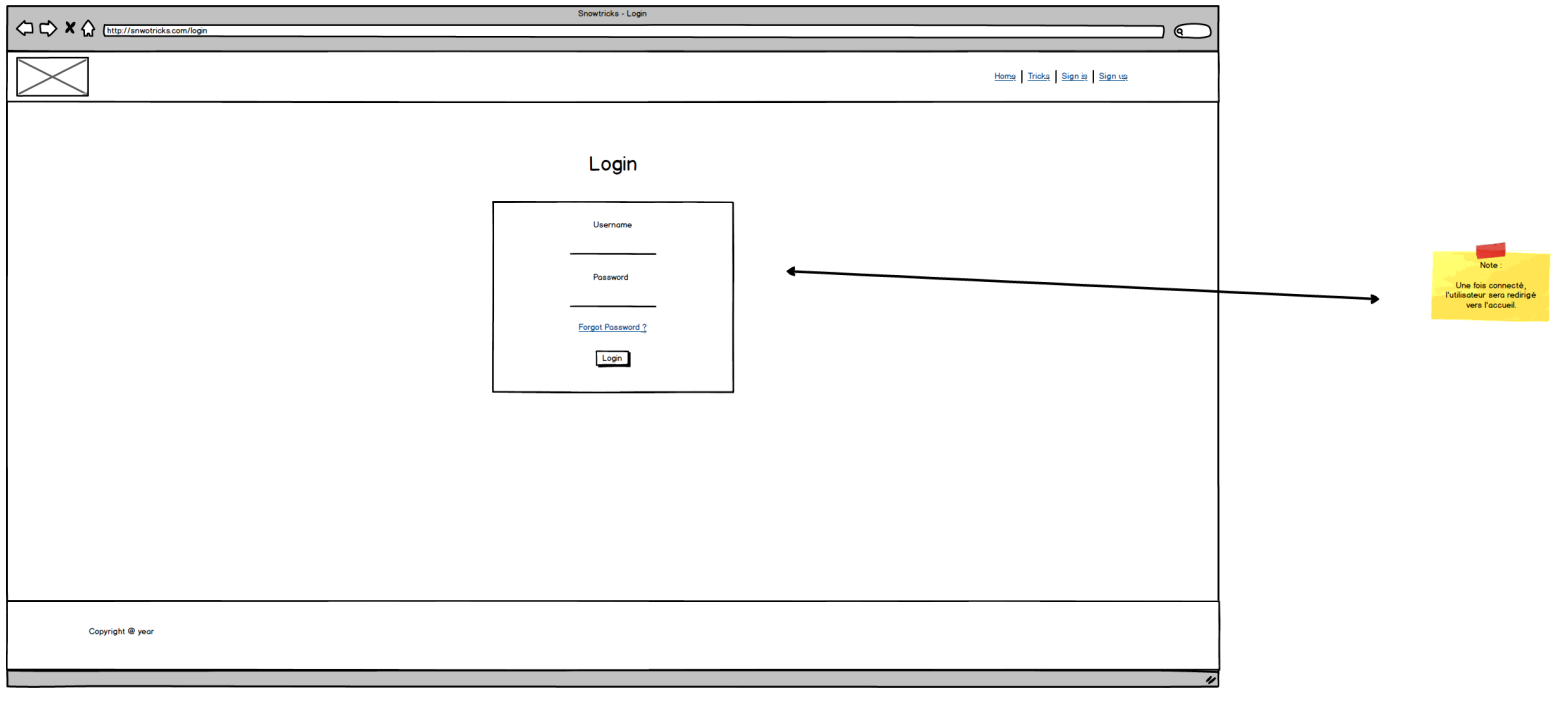 Snowtricks - Login
http://snwotricks.com/login
Home Tricks Sign in Sign up
Login
Username
Password
Forgot Password ?
Login
Note :
Une fois connecté,
l'utilisateur sera redirigé
vers l'accueil.
Copyright @ year